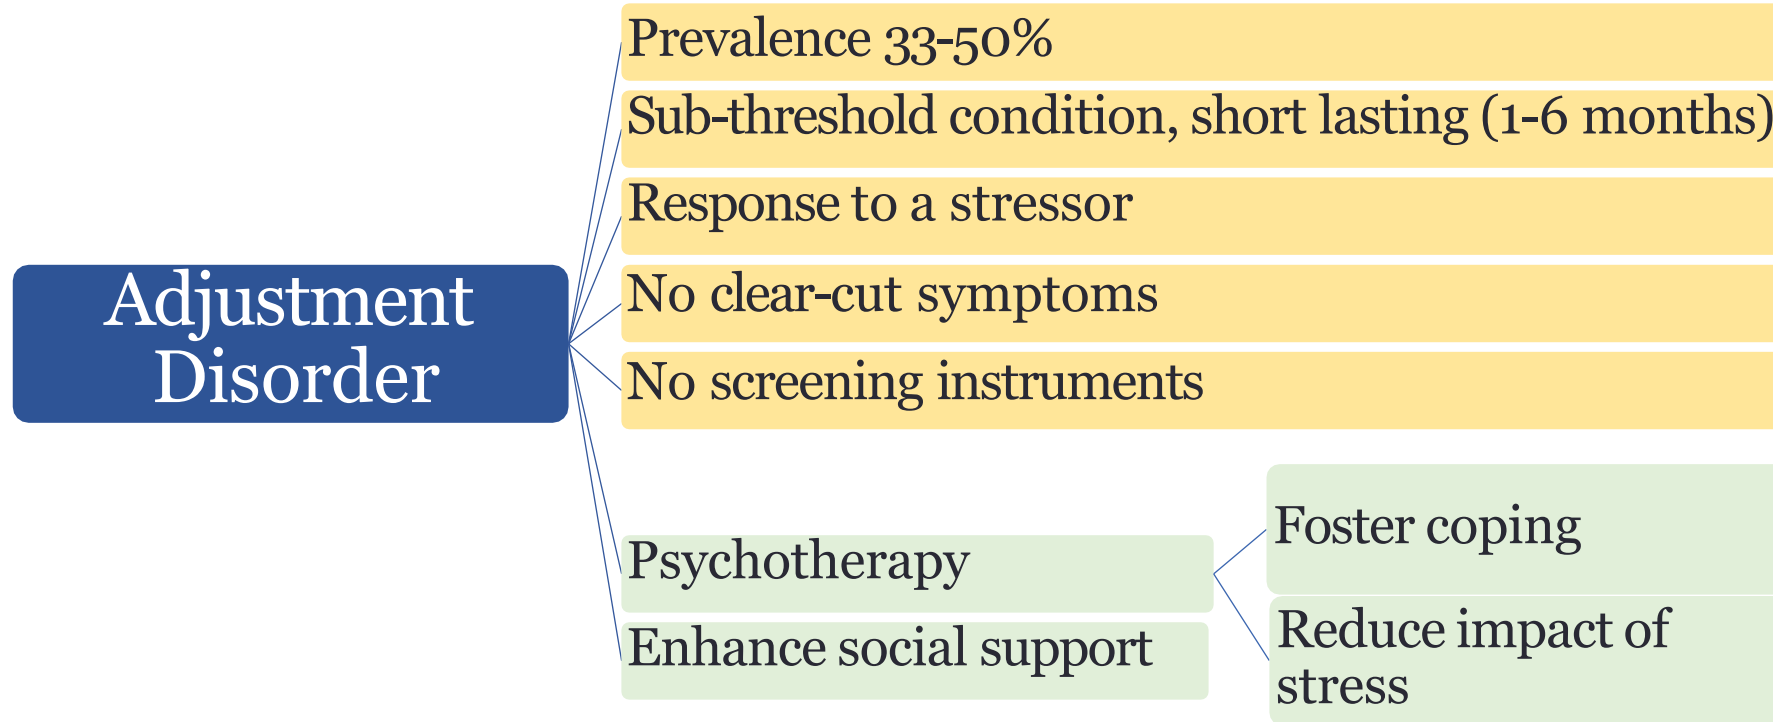 Adjustment
Disorder
Prevalence 33-50%
Sub-threshold condition, short lasting (1-6 months)
Response to a stressor
No clear-cut symptoms
No screening instruments
Psychotherapy
Enhance social support
Foster coping
Reduce impact of
stress